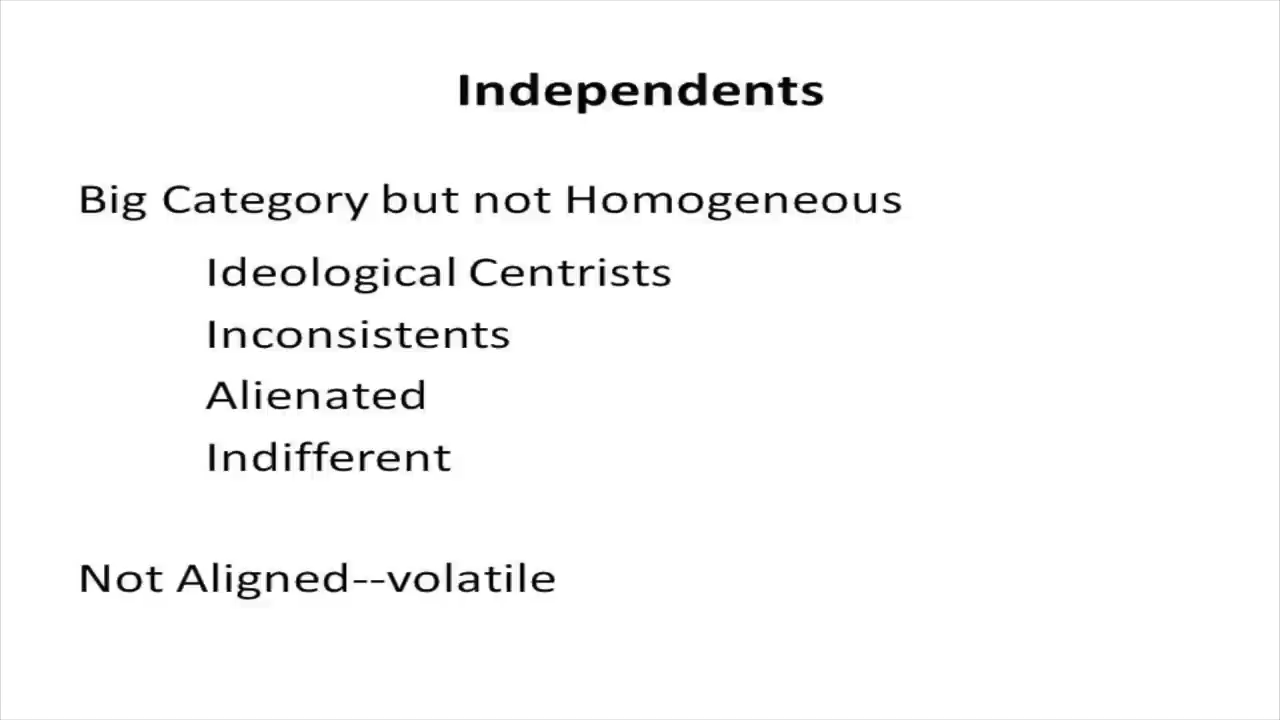 Independents
Big Category but not Homogeneous
Ideological Centrists
Inconsistents
Alienated
Indifferent
Not Aligned--volatile